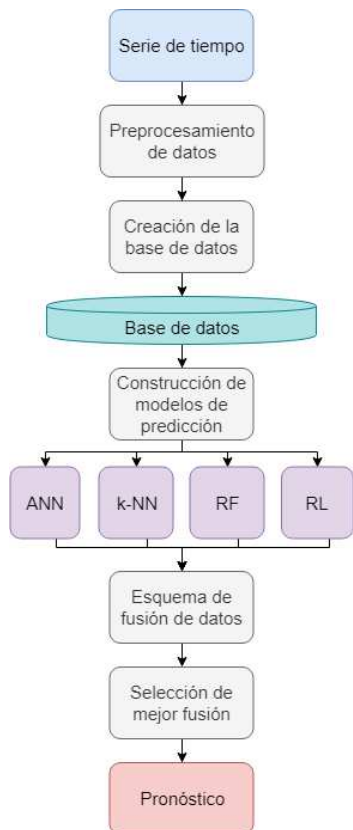 Serie de tiempo
Preprocesamiento
de datos
Creación de la
base de datos
Base de datos
Construcción de
modelos de
predicción
ANN
k-NN
RF
RL
Esquema de
fusión de datos
Selección de
mejor fusión
Pronóstico